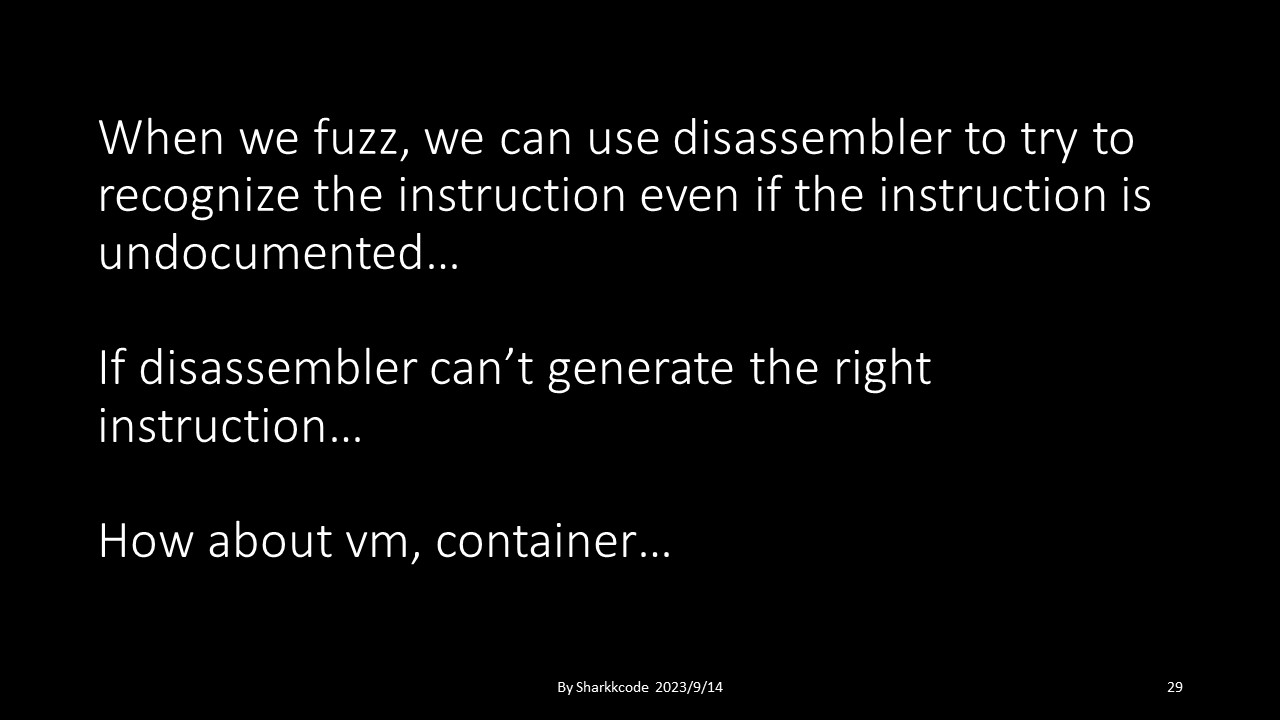 When we fuzz, we can use disassembler to try to
recognize the instruction even if the instruction is
undocumented…
If disassembler can’t generate the right
instruction…
How about vm, container…
By Sharkkcode 2023/9/14
29